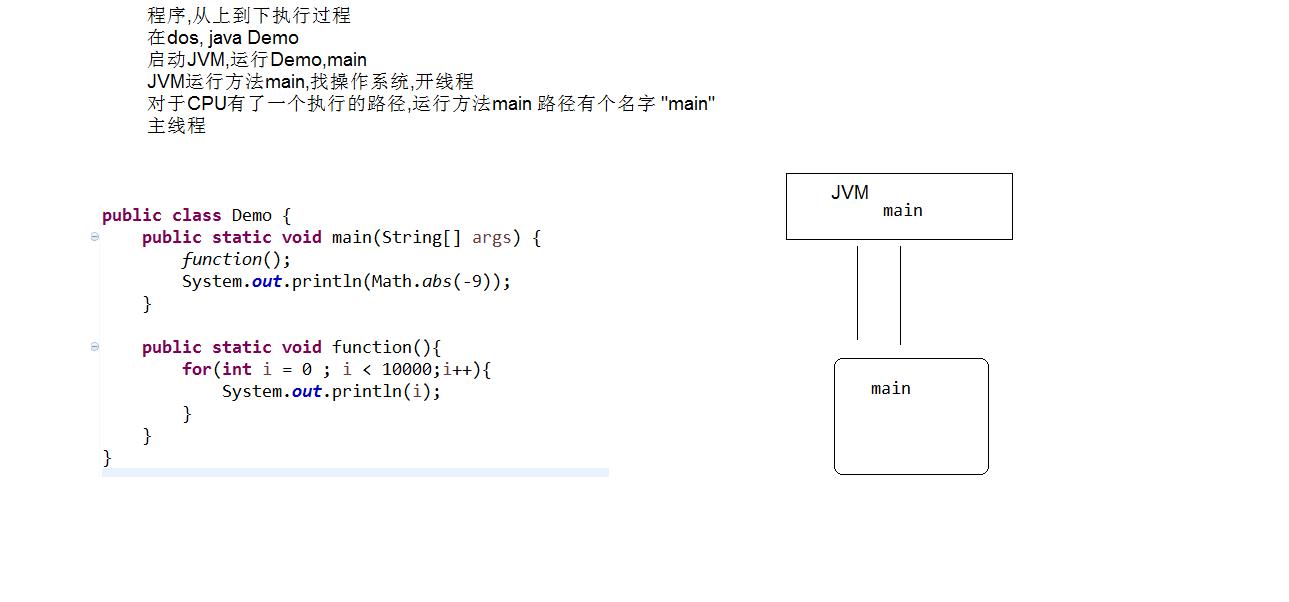 程序,从上到下执行过程
在dos, java Demo
启动JVM,运行Demo,main
JVM运行方法main,找操作系统,开线程
对于CPU有了一个执行的路径,运行方法main 路径有个名字 "main"
主线程
public class Demo {
    public static void main(String[] args) {
        function();
        System.out.println(Math.abs(-9));
    }
    public static void function(){
        for(int i = 0 ; i < 10000;i++){
            System.out.println(i);
        }
    }
}
JVM
main
main